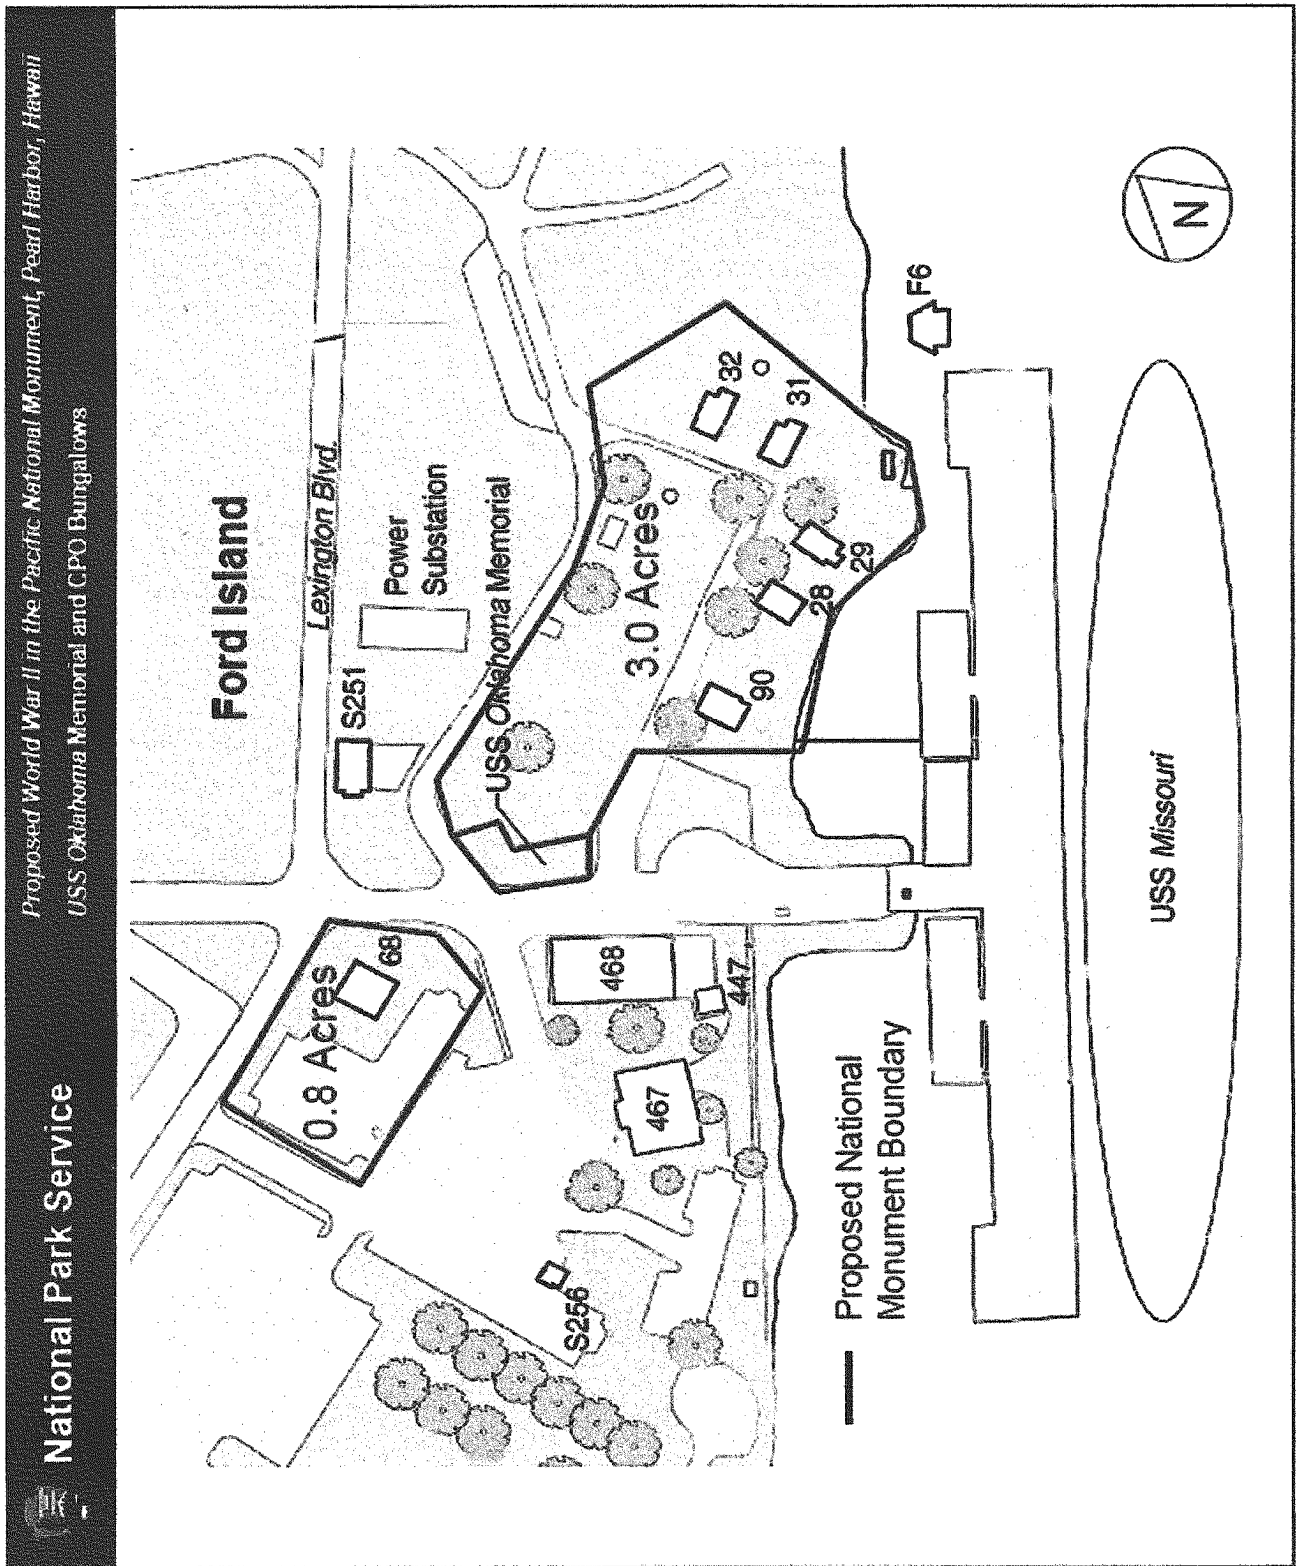 National Park Service
Proposed World War II in the Pacific National Monument, Pearl Harbor, Hawaii
USS Oklahoma Memorial and CPO Bungalows
Ford Island
Lexington Blvd.
S251
Power
Substation
USS Oklahoma Memorial
0.8 Acres
68
3.0 Acres
32
31
29
28
90
468
447
467
S256
F6
N
Proposed National
Monument Boundary
USS Missouri